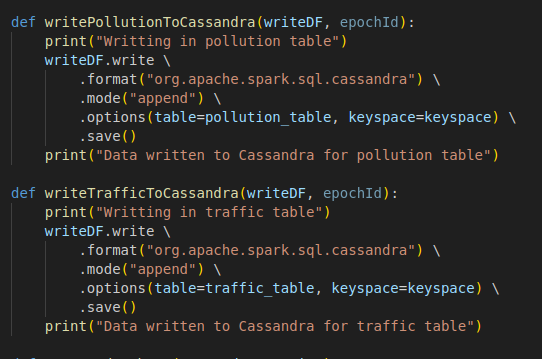 def writePollutionToCassandra(writeDF, epochId):
    print("Writting in pollution table")
    writeDF.write \
        .format("org.apache.spark.sql.cassandra") \
        .mode("append") \
        .options(table=pollution_table, keyspace=keyspace) \
        .save()
    print("Data written to Cassandra for pollution table")

def writeTrafficToCassandra(writeDF, epochId):
    print("Writting in traffic table")
    writeDF.write \
        .format("org.apache.spark.sql.cassandra") \
        .mode("append") \
        .options(table=traffic_table, keyspace=keyspace) \
        .save()
    print("Data written to Cassandra for traffic table")